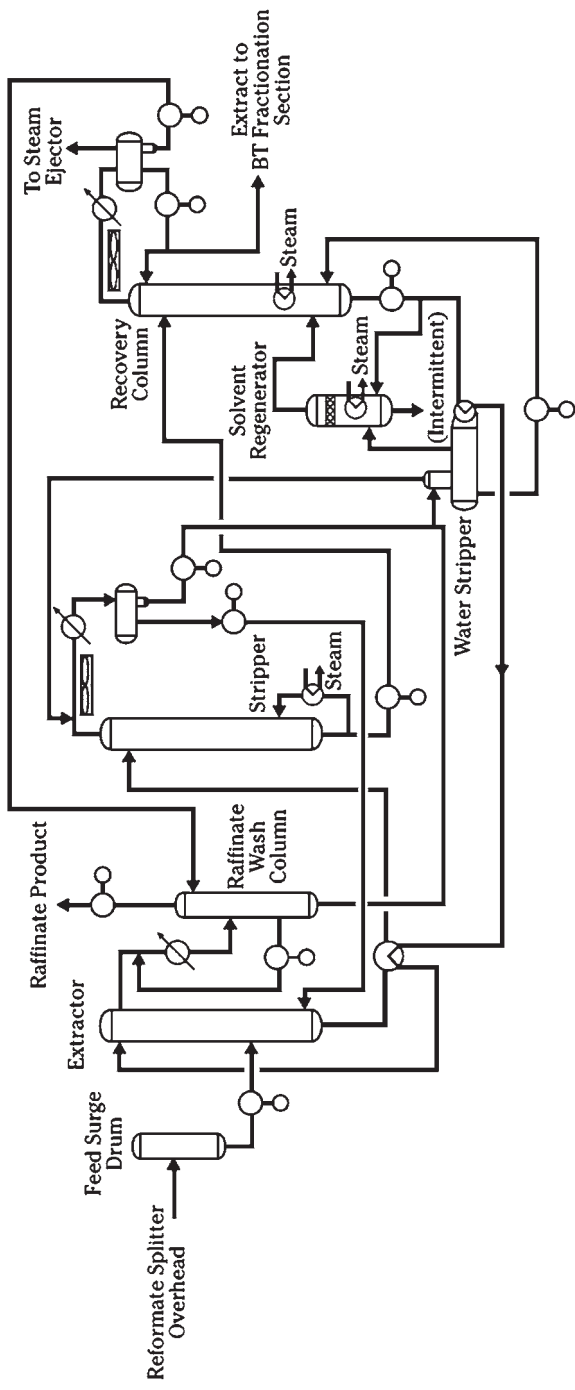 Reformate Splitter
Overhead
Feed Surge
Drum
Extractor
Raffinate Product
Raffinate
Wash
Column
Stripper
Steam
Water Stripper
Recovery
Column
Solvent
Regenerator
Steam
(Intermittent)
Steam
To Steam
Ejector
Extract to
BT Fractionation
Section